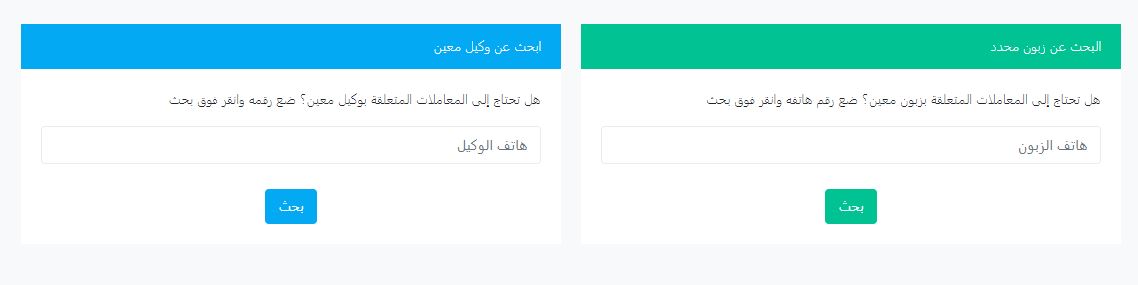 البحث عن زبون محدد
هل تحتاج إلى المعاملات المتعلقة بزبون معين؟ ضع رقم هاتفه وانقر فوق بحث
هاتف الزبون
بحث
ابحث عن وكيل معين
هل تحتاج إلى المعاملات المتعلقة بوكيل معين؟ ضع رقمه وانقر فوق بحث
هاتف الوكيل
بحث